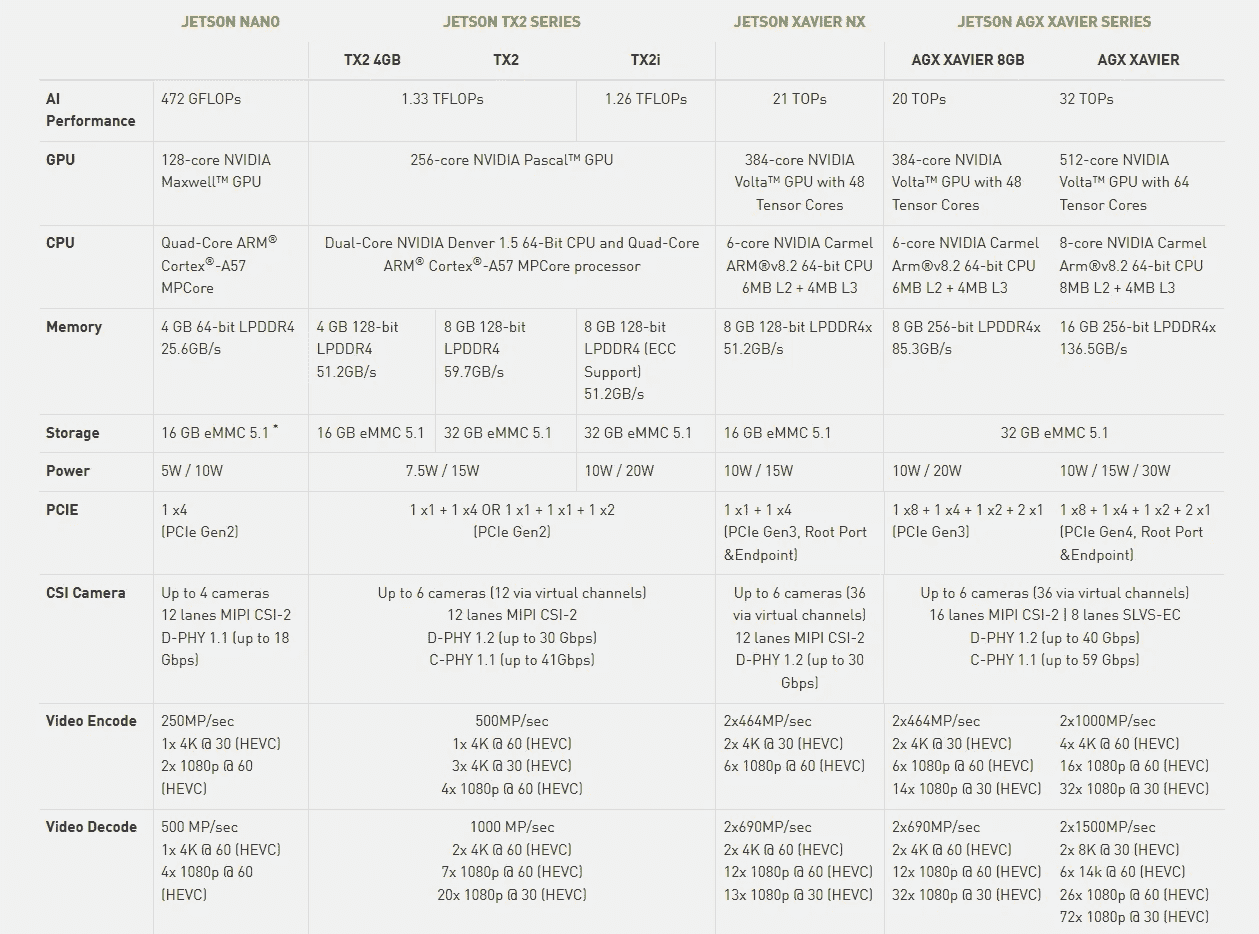 JETSON NANO JETSON TX2 SERIES JETSON XAVIER NX JETSON AGX XAVIER SERIES
TX2 4GB TX2 TX2i AGX XAVIER 8GB AGX XAVIER
AI
Performance
472 GFLOPs
1.33 TFLOPs
1.26 TFLOPs
21 TOPs
20 TOPs
32 TOPs
GPU
128-core NVIDIA
Maxwell™ GPU
256-core NVIDIA Pascal™ GPU
384-core NVIDIA
Volta™ GPU with 48
Tensor Cores
384-core NVIDIA
Volta™ GPU with 48
Tensor Cores
512-core NVIDIA
Volta™ GPU with 64
Tensor Cores
CPU
Quad-Core ARM®
Cortex®-A57
MPCore
Dual-Core NVIDIA Denver 1.5 64-Bit CPU and Quad-Core
ARM® Cortex®-A57 MPCore processor
6-core NVIDIA Carmel
ARM®v8.2 64-bit CPU
6MB L2 + 4MB L3
6-core NVIDIA Carmel
Arm®v8.2 64-bit CPU
6MB L2 + 4MB L3
8-core NVIDIA Carmel
Arm®v8.2 64-bit CPU
8MB L2 + 4MB L3
Memory
4 GB 64-bit LPDDR4
25.6GB/s
4 GB 128-bit
LPDDR4
51.2GB/s
8 GB 128-bit
LPDDR4
59.7GB/s
8 GB 128-bit
LPDDR4 (ECC
Support)
51.2GB/s
8 GB 128-bit LPDDR4x
51.2GB/s
8 GB 256-bit LPDDR4x
85.3GB/s
16 GB 256-bit LPDDR4x
136.5GB/s
Storage
16 GB eMMC 5.1 *
16 GB eMMC 5.1
32 GB eMMC 5.1
32 GB eMMC 5.1
16 GB eMMC 5.1
32 GB eMMC 5.1
Power
5W / 10W
7.5W / 15W
10W / 20W
10W / 15W
10W / 20W
10W / 15W / 30W
PCIE
1 x4
(PCIe Gen2)
1 x1 + 1 x4 OR 1 x1 + 1 x1 + 1 x2
(PCIe Gen2)
1 x1 + 1 x4
(PCIe Gen3, Root Port
&Endpoint)
1 x8 + 1 x4 + 1 x2 + 2 x1
(PCIe Gen3)
1 x8 + 1 x4 + 1 x2 + 2 x1
(PCIe Gen4, Root Port
&Endpoint)
CSI Camera
Up to 4 cameras
12 lanes MIPI CSI-2
D-PHY 1.1 (up to 18
Gbps)
Up to 6 cameras (12 via virtual channels)
12 lanes MIPI CSI-2
D-PHY 1.2 (up to 30 Gbps)
C-PHY 1.1 (up to 41Gbps)
Up to 6 cameras (36
via virtual channels)
12 lanes MIPI CSI-2
D-PHY 1.2 (up to 30
Gbps)
Up to 6 cameras (36 via virtual channels)
16 lanes MIPI CSI-2 | 8 lanes SLVS-EC
D-PHY 1.2 (up to 40 Gbps)
C-PHY 1.1 (up to 59 Gbps)
Video Encode
250MP/sec
1x 4K @ 30 (HEVC)
2x 1080p @ 60
(HEVC)
500MP/sec
1x 4K @ 60 (HEVC)
3x 4K @ 30 (HEVC)
4x 1080p @ 60 (HEVC)
2x464MP/sec
2x 4K @ 30 (HEVC)
6x 1080p @ 60 (HEVC)
2x464MP/sec
2x 4K @ 30 (HEVC)
6x 1080p @ 60 (HEVC)
14x 1080p @ 30 (HEVC)
2x1000MP/sec
4x 4K @ 60 (HEVC)
16x 1080p @ 60 (HEVC)
32x 1080p @ 30 (HEVC)
Video Decode
500 MP/sec
1x 4K @ 60 (HEVC)
4x 1080p @ 60
(HEVC)
1000 MP/sec
2x 4K @ 60 (HEVC)
7x 1080p @ 60 (HEVC)
20x 1080p @ 30 (HEVC)
2x690MP/sec
2x 4K @ 60 (HEVC)
12x 1080p @ 60 (HEVC)
13x 1080p @ 30 (HEVC)
2x690MP/sec
2x 4K @ 60 (HEVC)
12x 1080p @ 60 (HEVC)
32x 1080p @ 30 (HEVC)
2x1500MP/sec
2x 8K @ 30 (HEVC)
6x 14k @ 60 (HEVC)
26x 1080p @ 60 (HEVC)
72x 1080p @ 30 (HEVC)